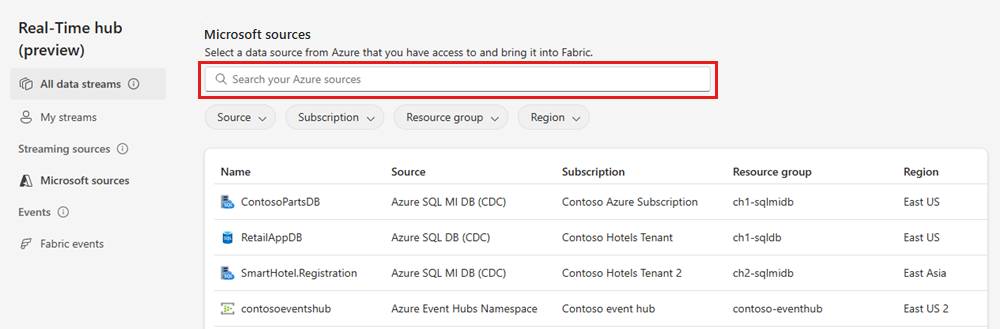 Real-Time hub
(preview)
All data streams
My streams
Streaming sources
Microsoft sources
Events
Fabric events
Microsoft sources
Select a data source from Azure that you have access to and bring it into Fabric.
Search your Azure sources
Source Subscription Resource group Region
Name Source Subscription Resource group Region
ContosoPartsDB Azure SQL MI DB (CDC) Contoso Azure Subscription ch1-sqlmidb East US
RetailAppDB Azure SQL DB (CDC) Contoso Hotels Tenant ch1-sqldb East US
SmartHotel.Registration Azure SQL MI DB (CDC) Contoso Hotels Tenant 2 ch2-sqlmidb East Asia
contosoeventshub Azure Event Hubs Namespace Contoso event hub contoso-eventhub East US 2